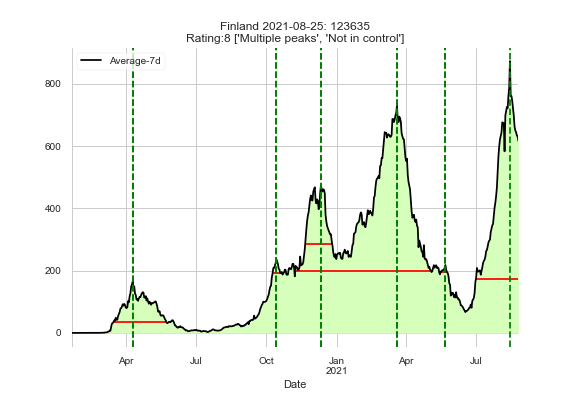 Finland 2021-08-25: 123635
Rating:8 ['Multiple peaks', 'Not in control']
Average-7d
800
600
400
200
0
Apr Jul Oct Jan Apr Jul
2021
Date